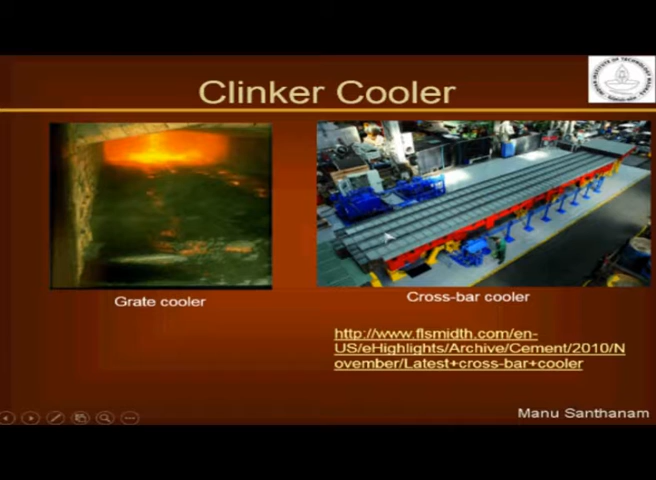 Clinker Cooler
Grate cooler
Cross-bar cooler
http://www.flsmidth.com/en-
US/eHighlights/Archive/Cement/2010/N
ovember/Latest+cross-bar+cooler
Manu Santhanam